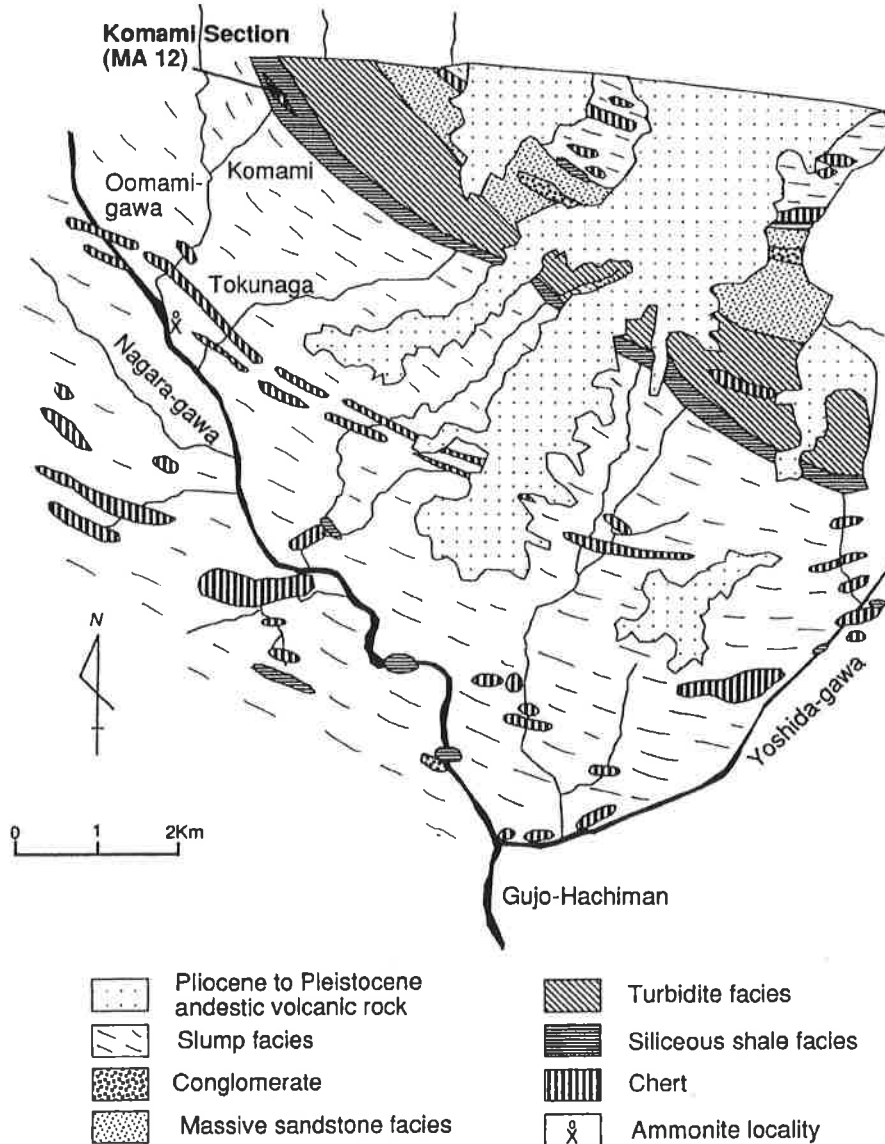 Komami Section
(MA 12)
Komami
Oomami-
gawa
Tokunaga
Nagara-gawa
N
Yoshida-gawa
0 1 2Km
Gujo-Hachiman
Pliocene to Pleistocene
andestic volcanic rock
Slump facies
Conglomerate
Massive sandstone facies
Turbidite facies
Siliceous shale facies
Chert
Ammonite locality